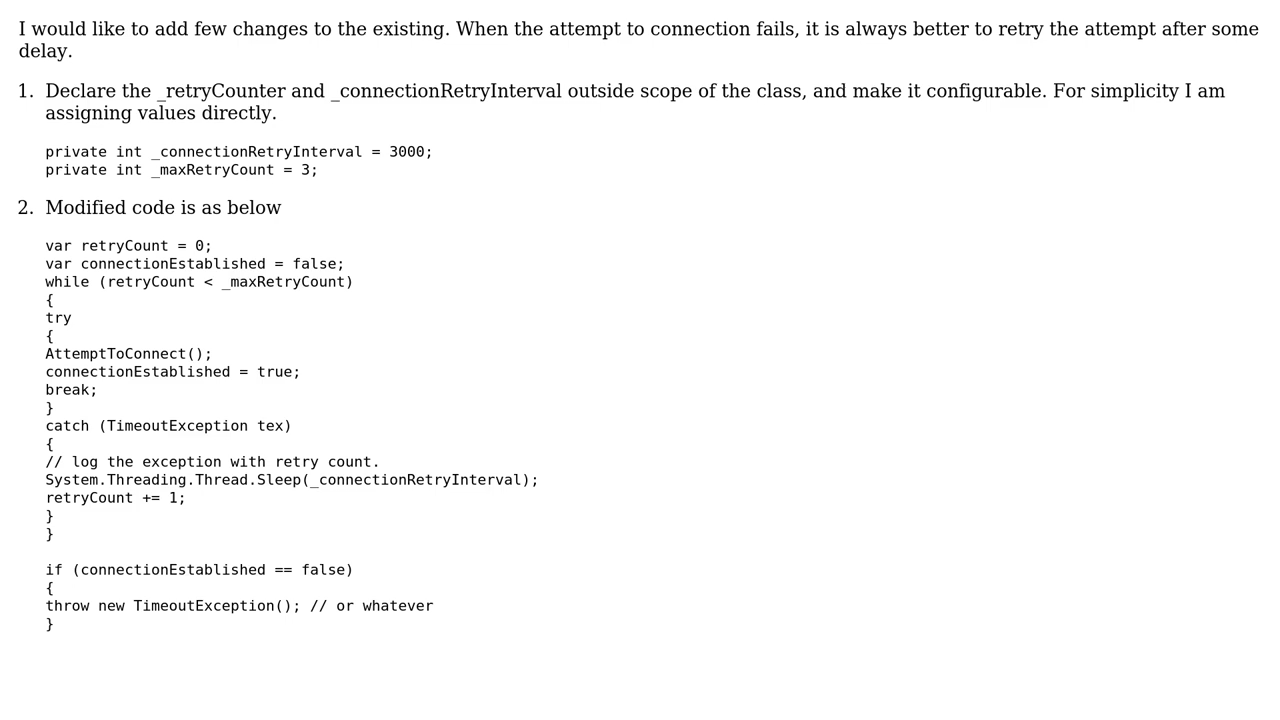 I would like to add few changes to the existing. When the attempt to connection fails, it is always better to retry the attempt after some
delay.
1. Declare the _retryCounter and _connectionRetryInterval outside scope of the class, and make it configurable. For simplicity I am
assigning values directly.
private int _connectionRetryInterval = 3000;
private int _maxRetryCount = 3;
2. Modified code is as below
var retryCount = 0;
var connectionEstablished = false;
while (retryCount < _maxRetryCount)
{
try
{
AttemptToConnect();
connectionEstablished = true;
break;
}
catch (TimeoutException tex)
{
// log the exception with retry count.
System.Threading.Thread.Sleep(_connectionRetryInterval);
retryCount += 1;
}
}
if (connectionEstablished == false)
{
throw new TimeoutException(); // or whatever
}